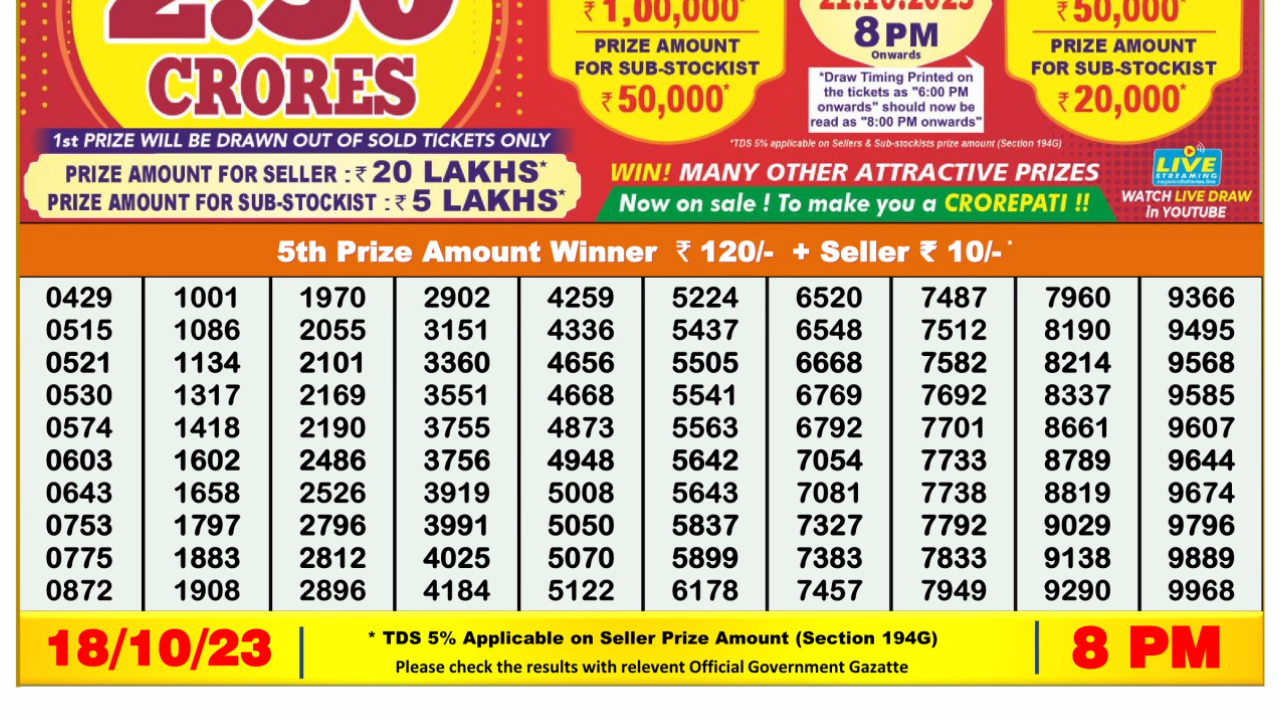 2.50
CRORES
1st PRIZE WILL BE DRAWN OUT OF SOLD TICKETS ONLY
PRIZE AMOUNT FOR SELLER : ₹ 20 LAKHS*
PRIZE AMOUNT FOR SUB-STOCKIST : ₹ 5 LAKHS*
₹ 1,00,000*
PRIZE AMOUNT
FOR SUB-STOCKIST
₹ 50,000*
21.10.2023
8 PM
Onwards
*Draw Timing Printed on
the tickets as "6:00 PM
onwards" should now be
read as "8:00 PM onwards"
₹ 50,000*
PRIZE AMOUNT
FOR SUB-STOCKIST
₹ 20,000*
*TDS 5% applicable on Sellers & Sub-stockists prize amount (Section 194G)
WIN! MANY OTHER ATTRACTIVE PRIZES
Now on sale ! To make you a CROREPATI !!
LIVE
STREAMING
WATCH LIVE DRAW
in YOUTUBE
5th Prize Amount Winner ₹ 120/- + Seller ₹ 10/-*
0429 1001 1970 2902 4259 5224 6520 7487 7960 9366
0515 1086 2055 3151 4336 5437 6548 7512 8190 9495
0521 1134 2101 3360 4656 5505 6668 7582 8214 9568
0530 1317 2169 3551 4668 5541 6769 7692 8337 9585
0574 1418 2190 3755 4873 5563 6792 7701 8661 9607
0603 1602 2486 3756 4948 5642 7054 7733 8789 9644
0643 1658 2526 3919 5008 5643 7081 7738 8819 9674
0753 1797 2796 3991 5050 5837 7327 7792 9029 9796
0775 1883 2812 4025 5070 5899 7383 7833 9138 9889
0872 1908 2896 4184 5122 6178 7457 7949 9290 9968
18/10/23
* TDS 5% Applicable on Seller Prize Amount (Section 194G)
Please check the results with relevent Official Government Gazatte
8 PM